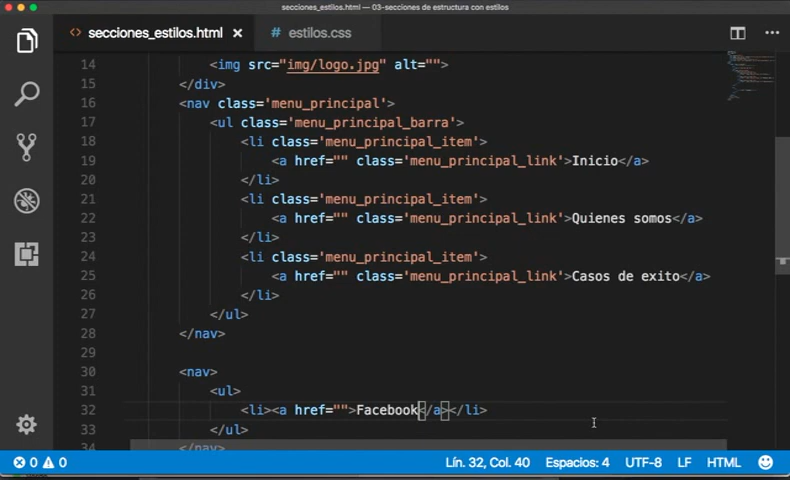 secciones_estilos.html — 03-secciones de estructura con estilos
<> secciones_estilos.html × # estilos.css
14 <img src="img/logo.jpg" alt="">
15 </div>
16 <nav class='menu_principal'>
17 <ul class='menu_principal_barra'>
18 <li class='menu_principal_item'>
19 <a href="" class='menu_principal_link'>Inicio</a>
20 </li>
21 <li class='menu_principal_item'>
22 <a href="" class='menu_principal_link'>Quienes somos</a>
23 </li>
24 <li class='menu_principal_item'>
25 <a href="" class='menu_principal_link'>Casos de exito</a>
26 </li>
27 </ul>
28 </nav>
29
30 <nav>
31 <ul>
32 <li><a href="">Facebook</a></li>
33 </ul>
34 </nav>
0 0 Lín. 32, Col. 40 Espacios: 4 UTF-8 LF HTML